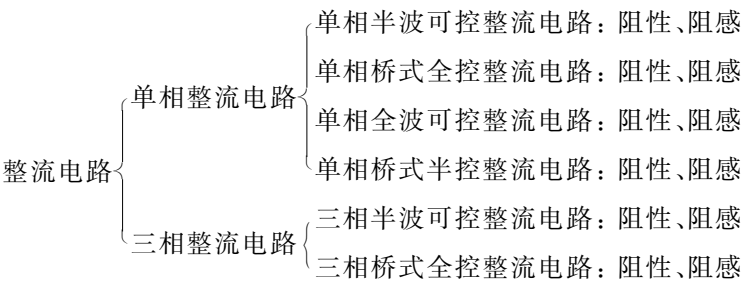 单相半波可控整流电路：阻性、阻感
单相桥式全控整流电路：阻性、阻感
单相整流电路
单相全波可控整流电路：阻性、阻感
整流电路
单相桥式半控整流电路：阻性、阻感
三相半波可控整流电路：阻性、阻感
三相整流电路
三相桥式全控整流电路：阻性、阻感